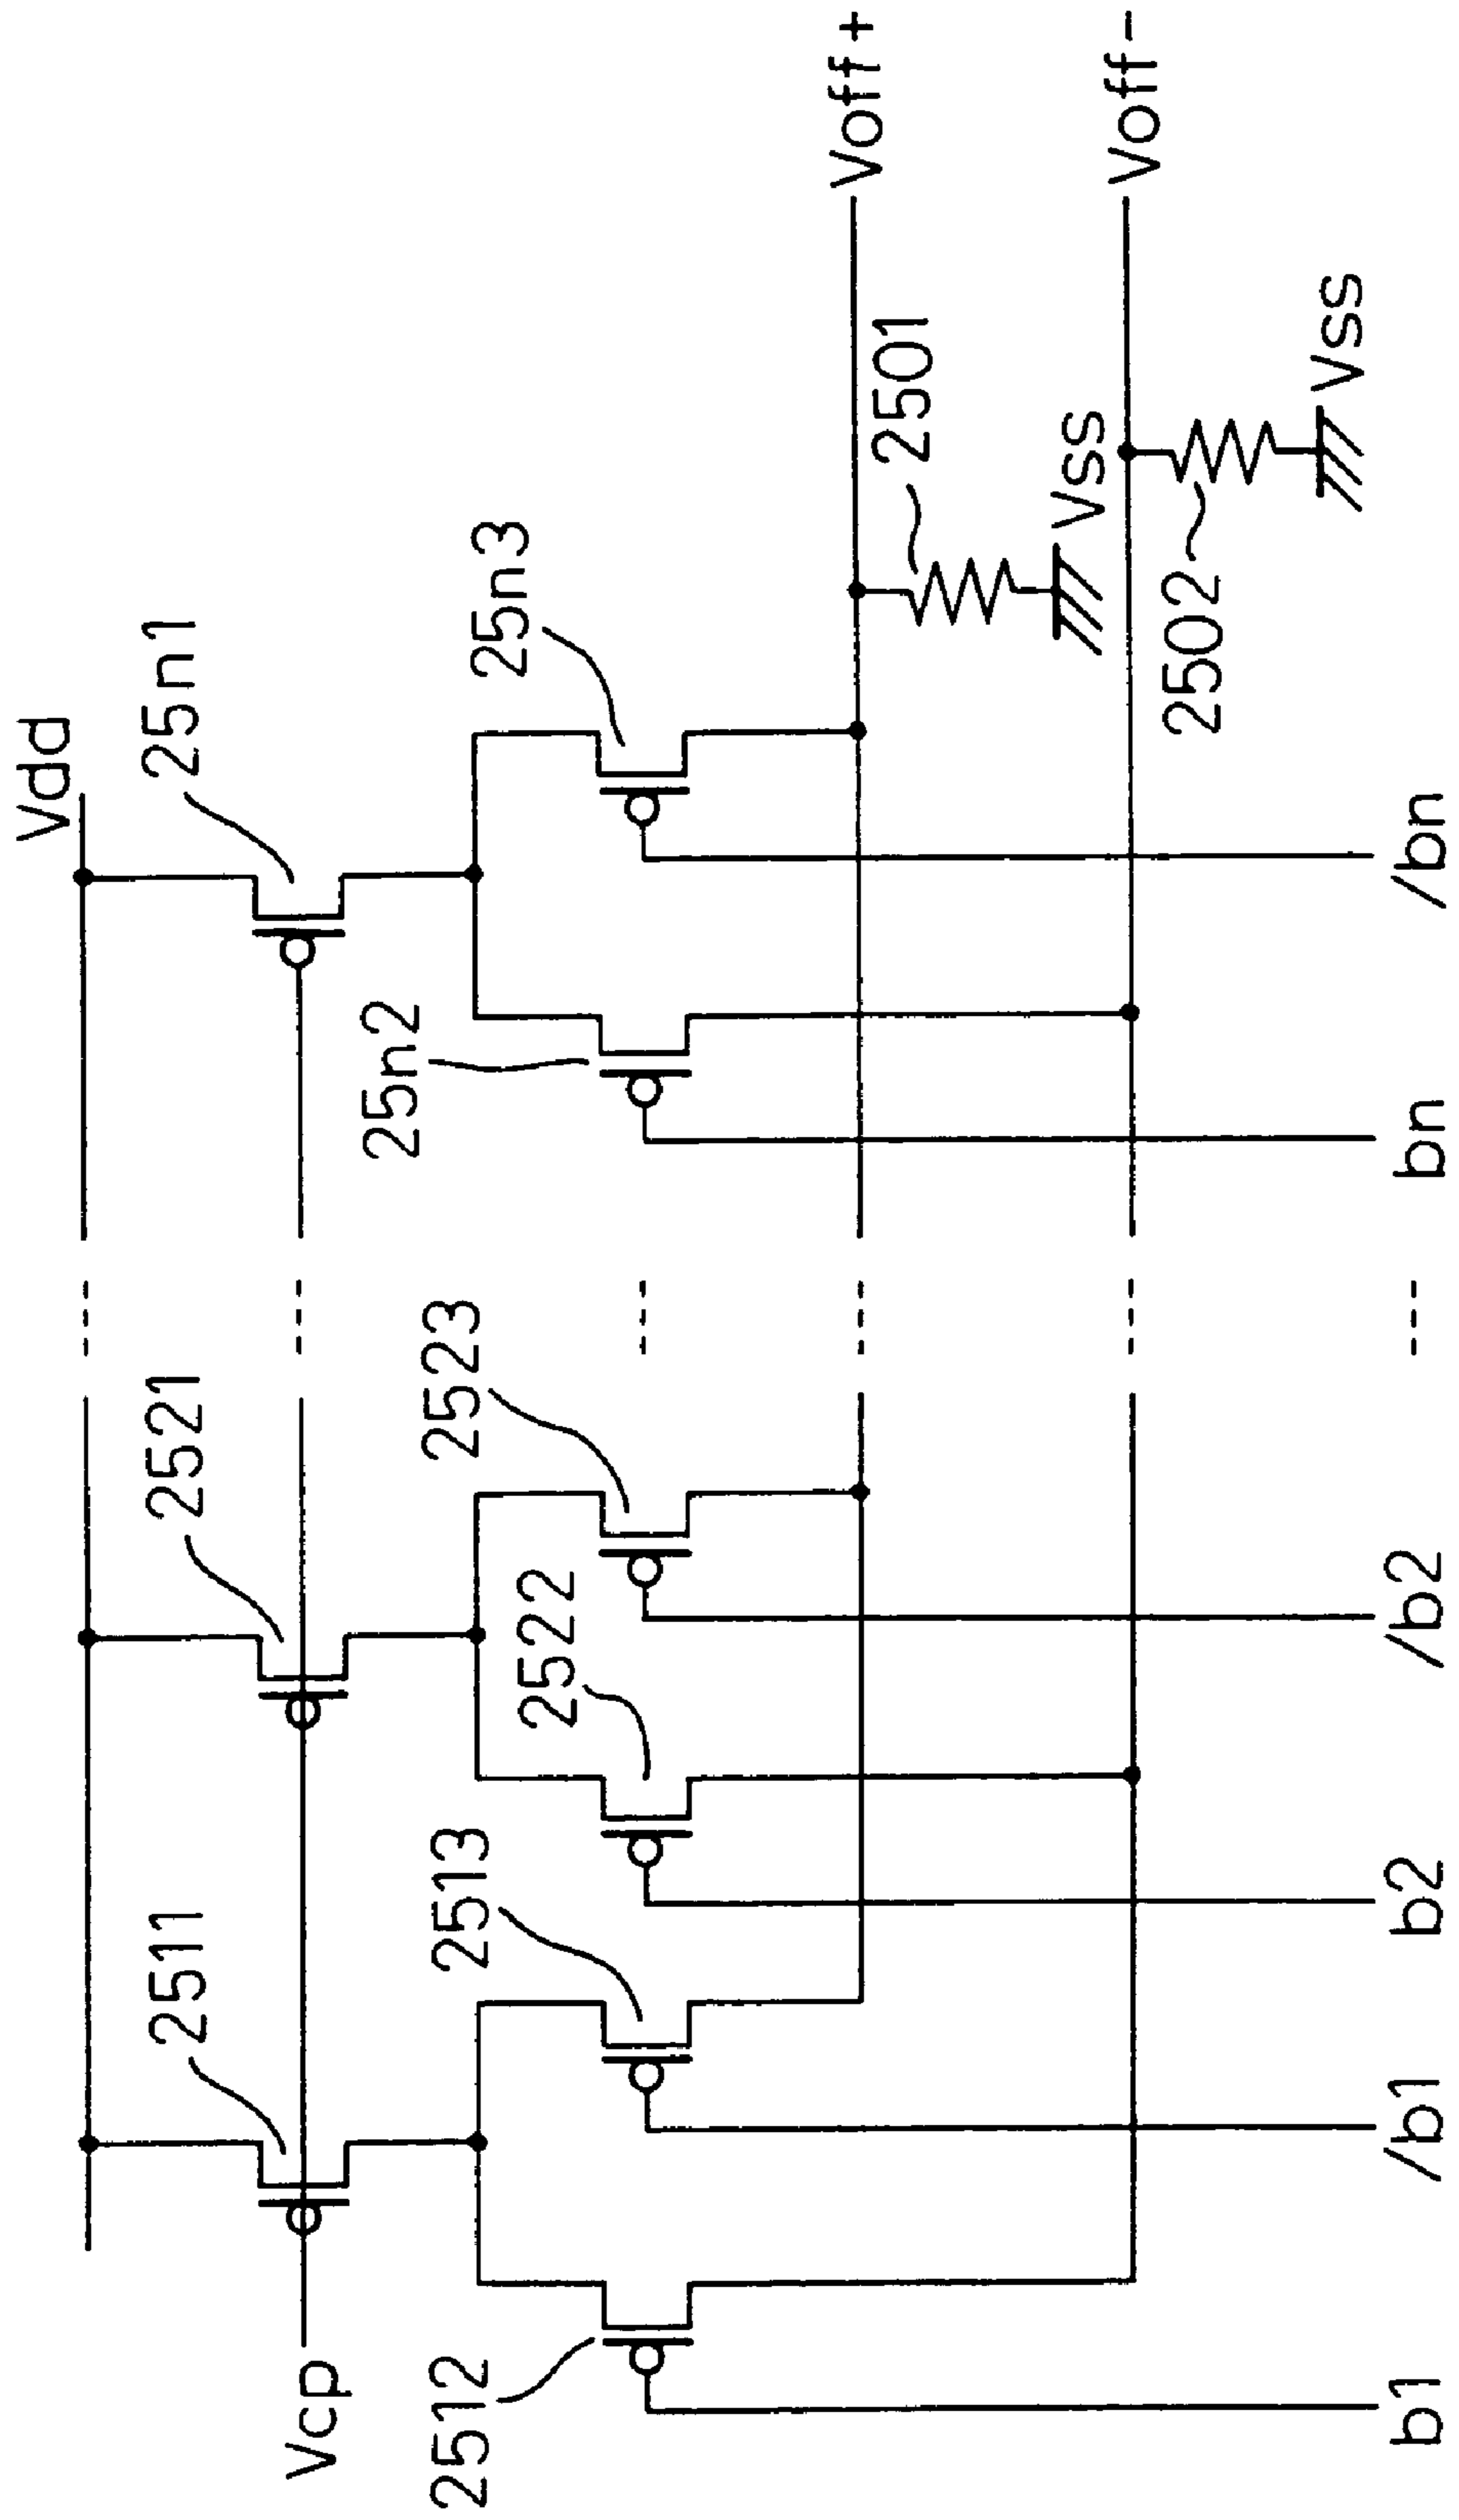 Vdd
2511
2521
25n1
Vcp
2512
2513
2522
2523
25n2
25n3
Voff+
2501
Vss
Voff-
2502
Vss
b1
/b1
b2
/b2
---
bn
/bn